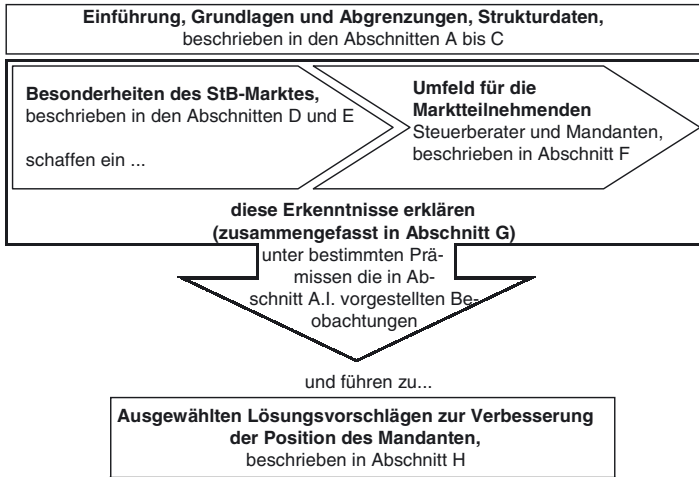 Einführung, Grundlagen und Abgrenzungen, Strukturdaten,
beschrieben in den Abschnitten A bis C
Besonderheiten des StB-Marktes,
beschrieben in den Abschnitten D und E
schaffen ein ...
Umfeld für die
Marktteilnehmenden
Steuerberater und Mandanten,
beschrieben in Abschnitt F
diese Erkenntnisse erklären
(zusammengefasst in Abschnitt G)
unter bestimmten Prä-
missen die in Ab-
schnitt A.I. vorgestellten Be-
obachtungen
und führen zu...
Ausgewählten Lösungsvorschlägen zur Verbesserung
der Position des Mandanten,
beschrieben in Abschnitt H